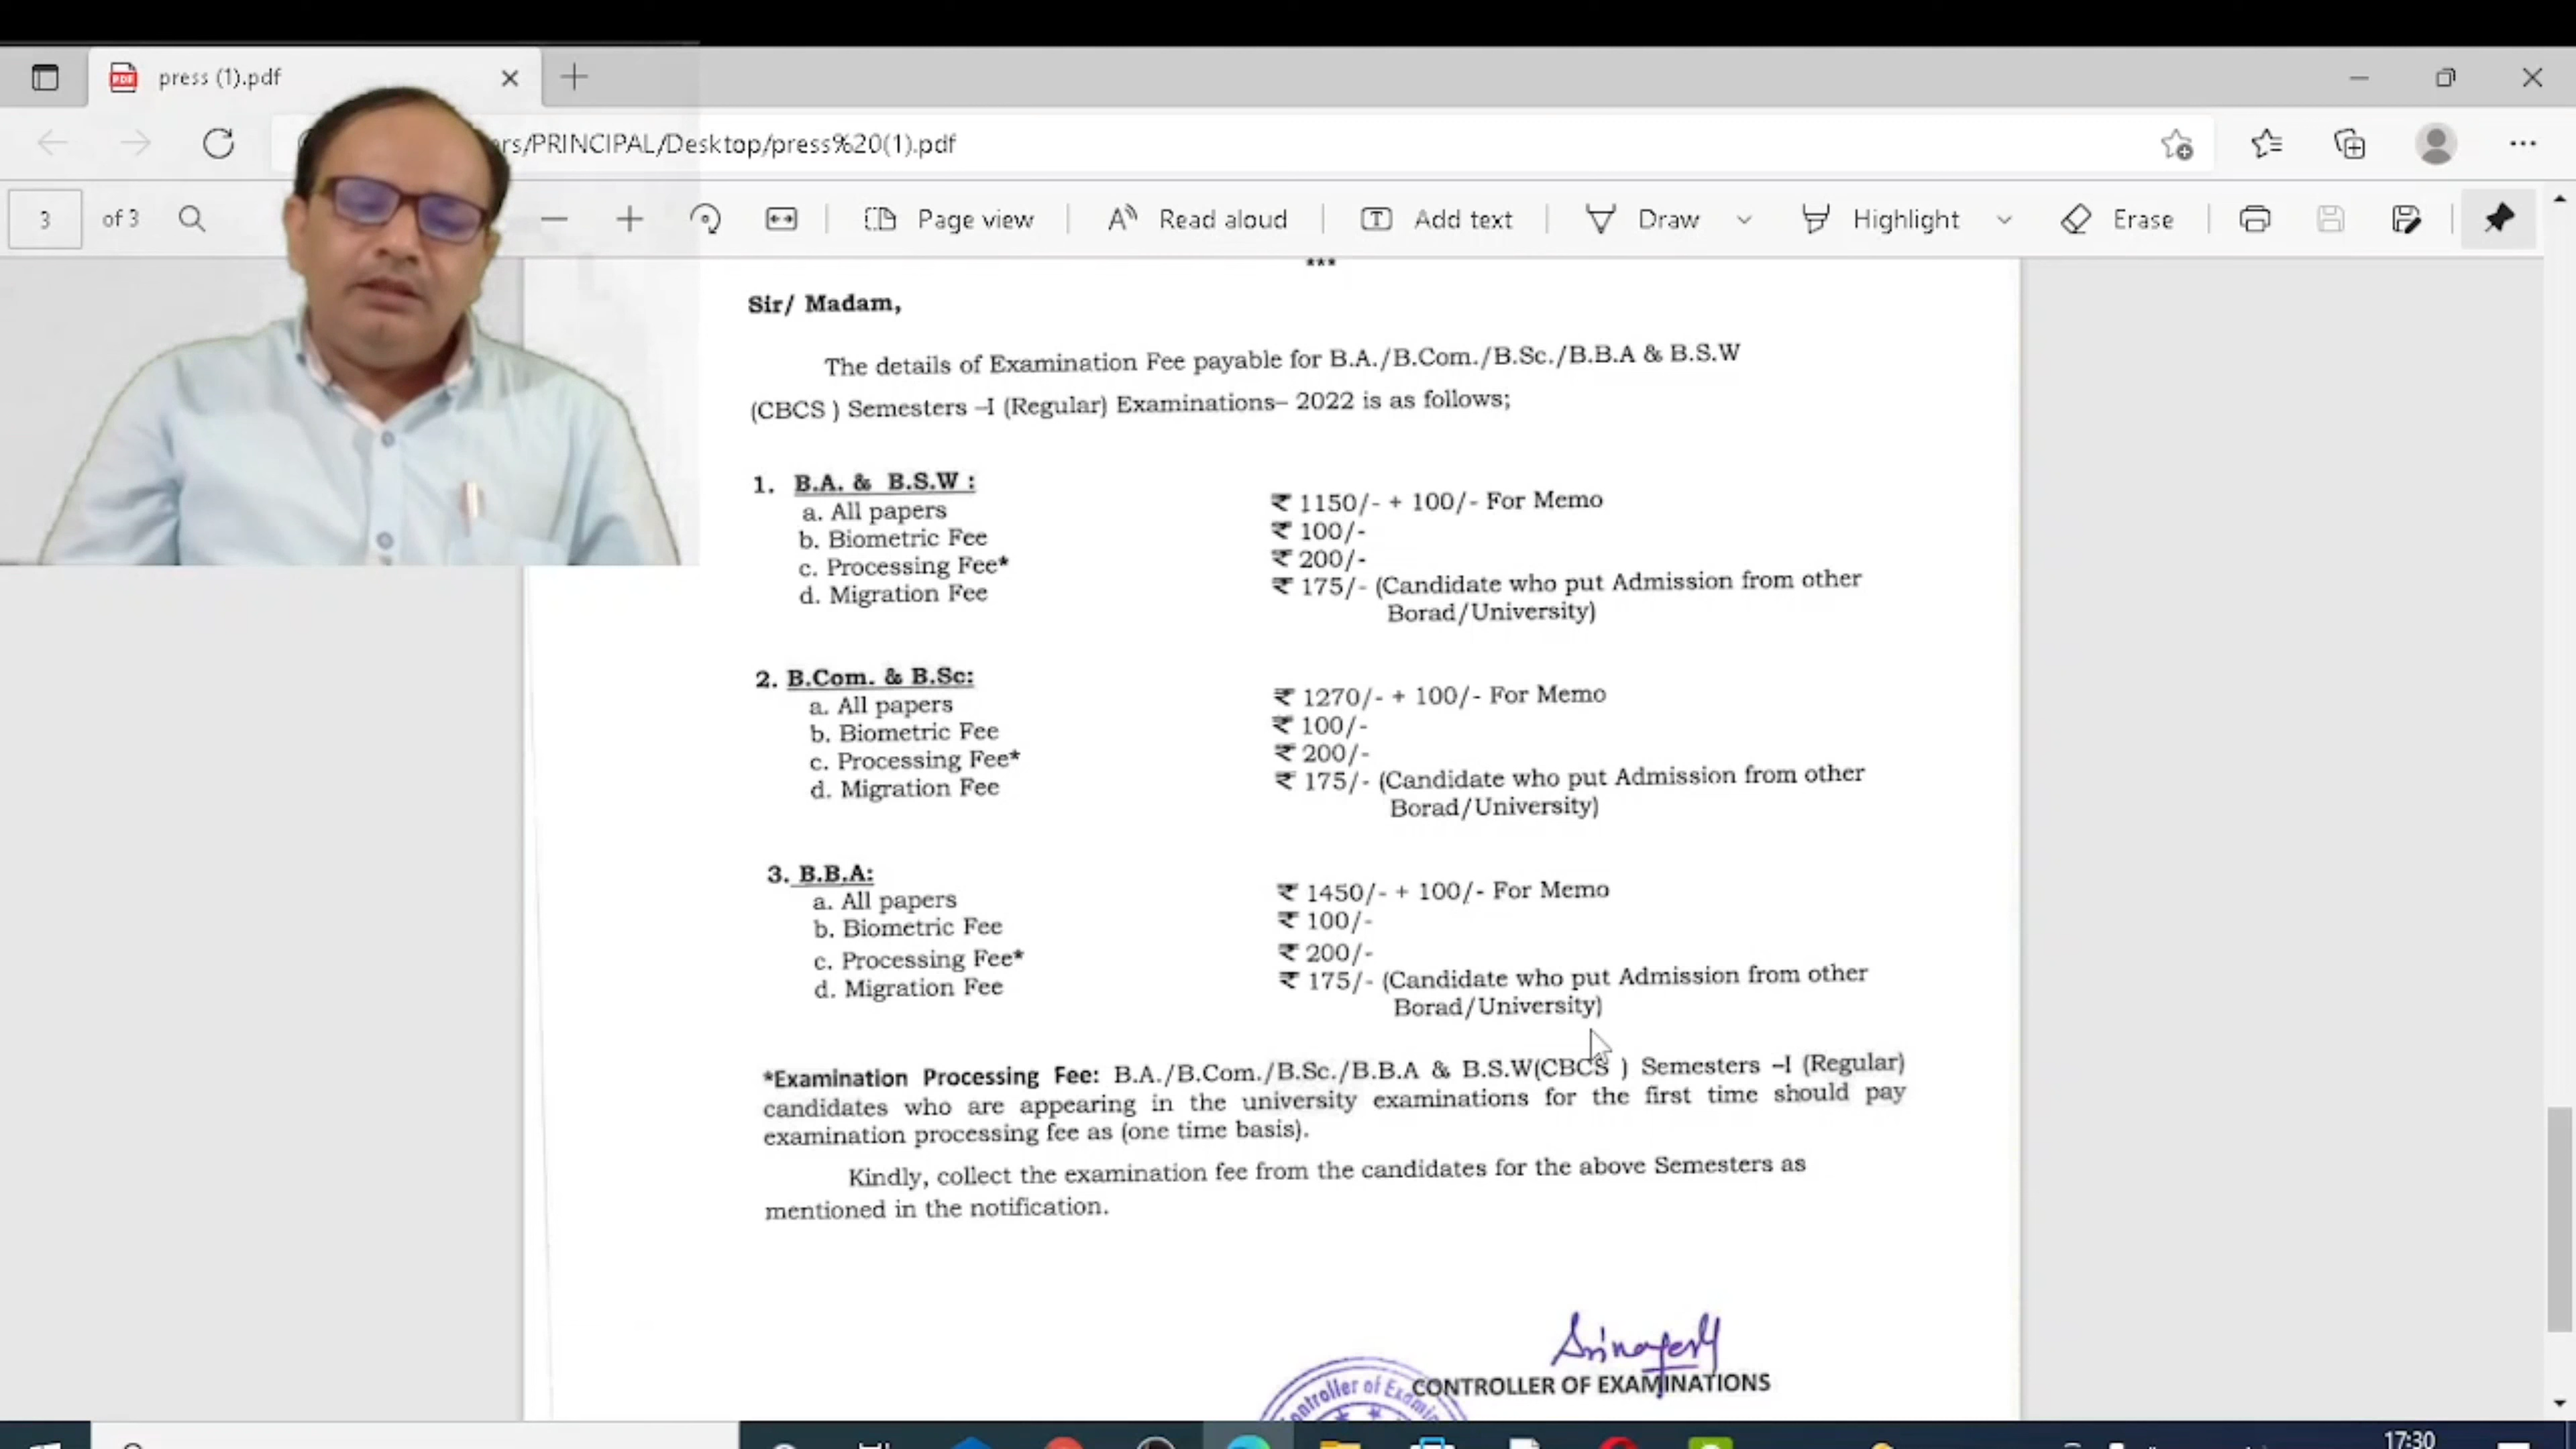 press (1).pdf
rs/PRINCIPAL/Desktop/press%20(1).pdf
3 of 3 Page view Read aloud Add text Draw Highlight Erase
***
Sir/ Madam,
The details of Examination Fee payable for B.A./B.Com./B.Sc./B.B.A & B.S.W
(CBCS ) Semesters –I (Regular) Examinations– 2022 is as follows;
1. B.A. & B.S.W :
a. All papers ₹ 1150/- + 100/- For Memo
b. Biometric Fee ₹ 100/-
c. Processing Fee* ₹ 200/-
d. Migration Fee ₹ 175/- (Candidate who put Admission from other
Borad/University)
2. B.Com. & B.Sc:
a. All papers ₹ 1270/- + 100/- For Memo
b. Biometric Fee ₹ 100/-
c. Processing Fee* ₹ 200/-
d. Migration Fee ₹ 175/- (Candidate who put Admission from other
Borad/University)
3. B.B.A:
a. All papers ₹ 1450/- + 100/- For Memo
b. Biometric Fee ₹ 100/-
c. Processing Fee* ₹ 200/-
d. Migration Fee ₹ 175/- (Candidate who put Admission from other
Borad/University)
*Examination Processing Fee: B.A./B.Com./B.Sc./B.B.A & B.S.W(CBCS ) Semesters –I (Regular)
candidates who are appearing in the university examinations for the first time should pay
examination processing fee as (one time basis).
Kindly, collect the examination fee from the candidates for the above Semesters as
mentioned in the notification.
CONTROLLER OF EXAMINATIONS
17:30